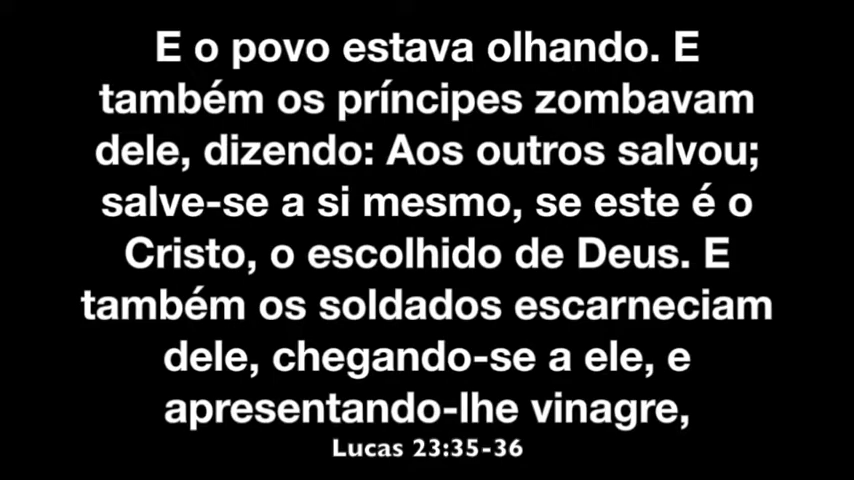 E o povo estava olhando. E
também os príncipes zombavam
dele, dizendo: Aos outros salvou;
salve-se a si mesmo, se este é o
Cristo, o escolhido de Deus. E
também os soldados escarneciam
dele, chegando-se a ele, e
apresentando-lhe vinagre,
Lucas 23:35-36